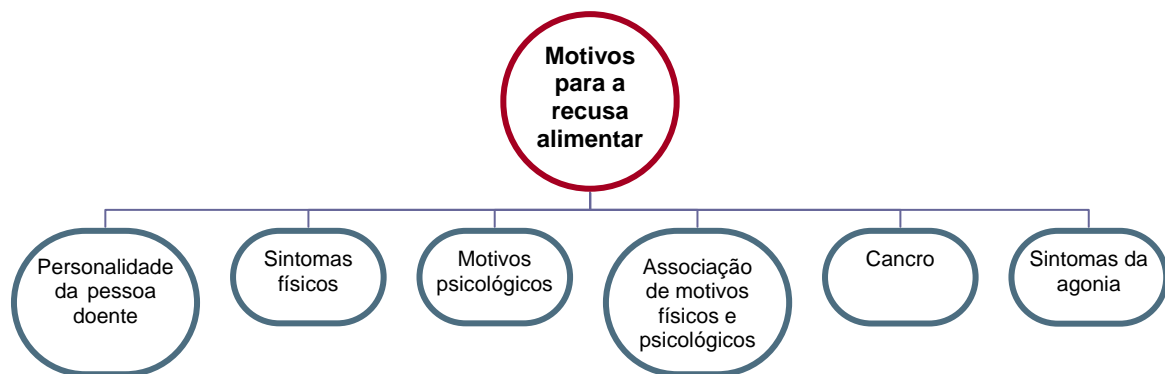 Motivos
para a
recusa
alimentar
Personalidade
da pessoa
doente
Sintomas
físicos
Motivos
psicológicos
Associação
de motivos
físicos e
psicológicos
Cancro
Sintomas da
agonia